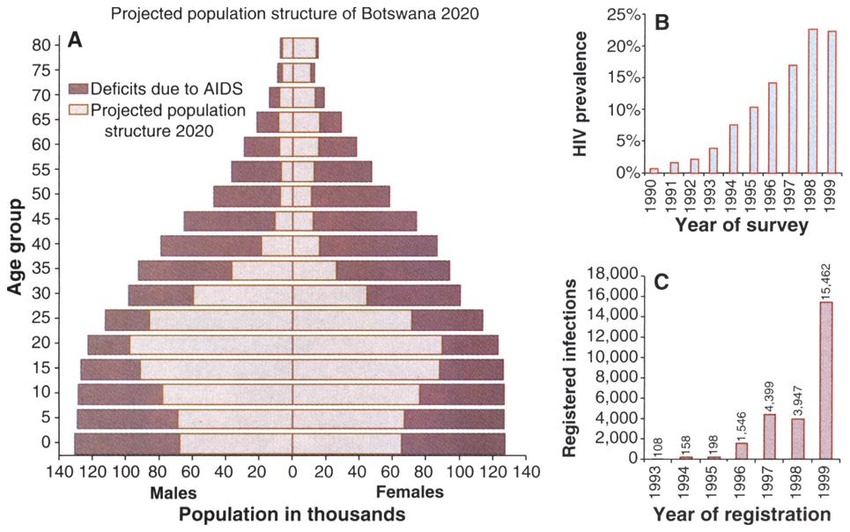 Projected population structure of Botswana 2020
A
Deficits due to AIDS
Projected population
structure 2020
Age group
80
75
70
65
60
55
50
45
40
35
30
25
20
15
10
5
0
140 120 100 80 60 40 20 0 20 40 60 80 100 120 140
Males Females
Population in thousands
B
HIV prevalence
25%
20%
15%
10%
5%
0%
1990 1991 1992 1993 1994 1995 1996 1997 1998 1999
Year of survey
C
Registered infections
18,000
16,000
14,000
12,000
10,000
8,000
6,000
4,000
2,000
0
108 158 198 1,546 4,399 3,947 15,462
1993 1994 1995 1996 1997 1998 1999
Year of registration